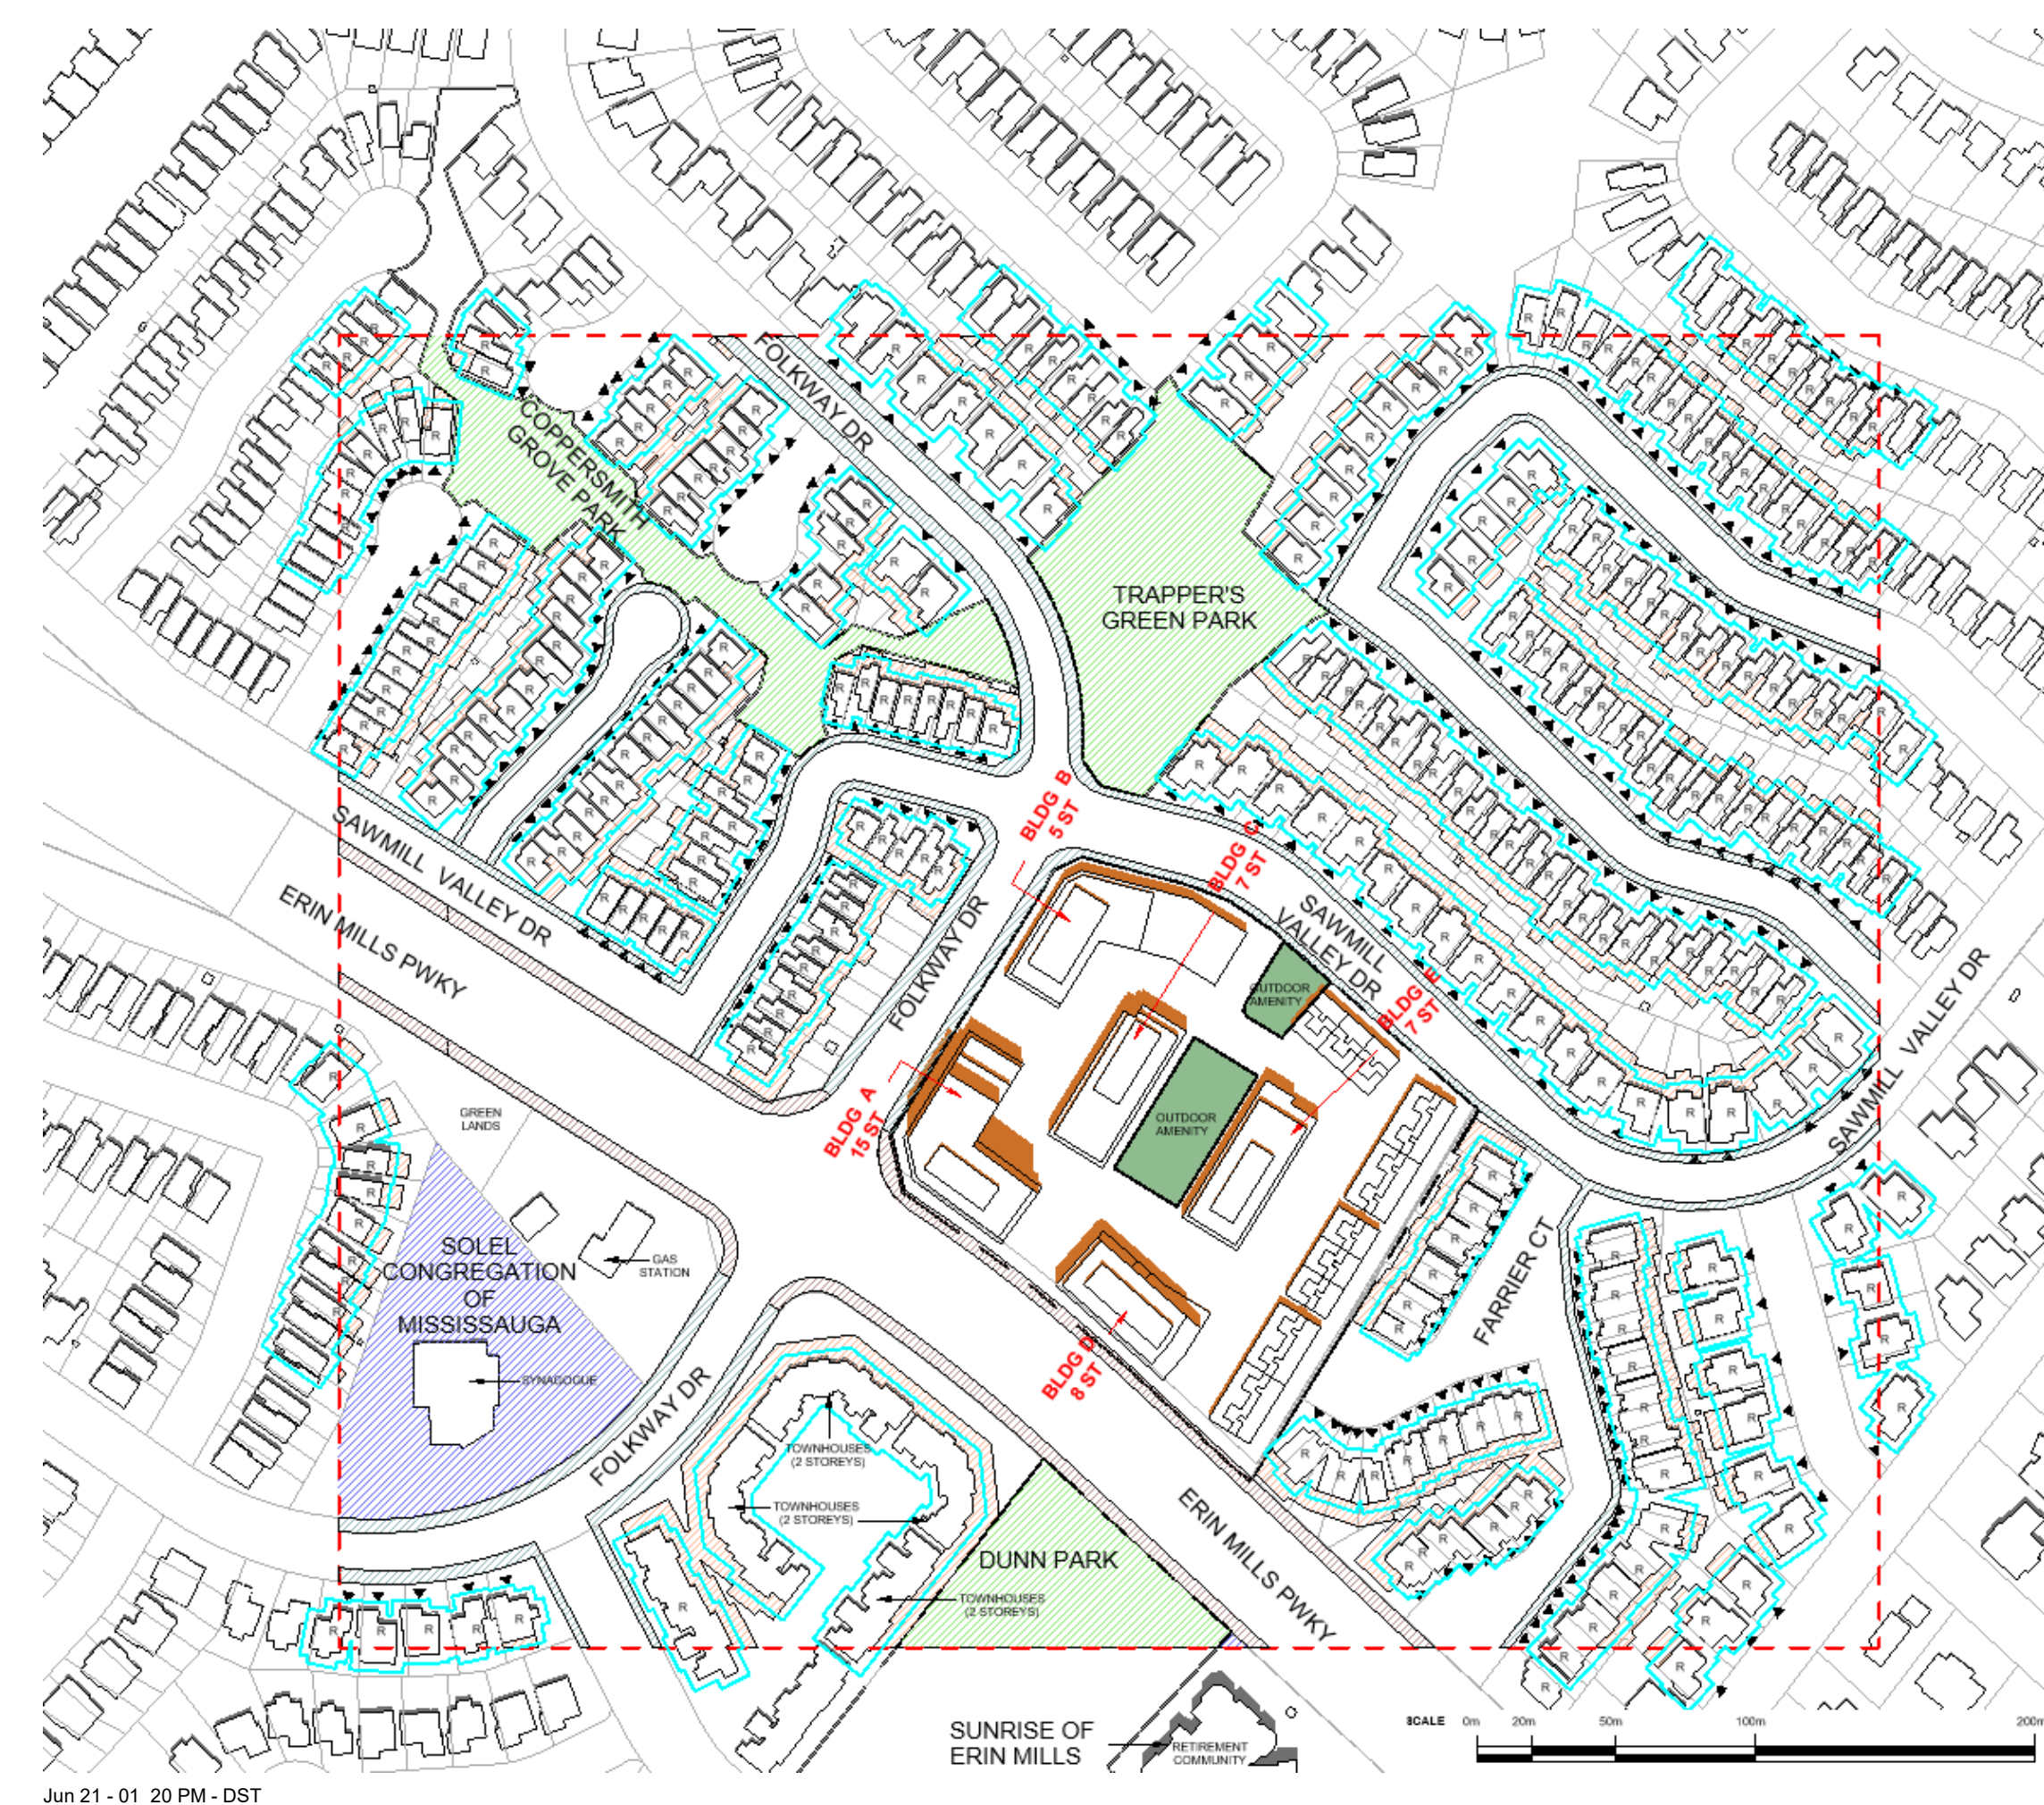 FOLKWAY DR
COPPERSMITH
GROVE PARK
TRAPPER'S
GREEN PARK
BLDG B
5 ST
BLDG C
7 ST
SAWMILL VALLEY DR
ERIN MILLS PWKY
FOLKWAY DR
SAWMILL
VALLEY DR
OUTDOOR
AMENITY
BLDG E
7 ST
SAWMILL VALLEY DR
BLDG A
15 ST
GREEN
LANDS
OUTDOOR
AMENITY
SOLEL
CONGREGATION
OF
MISSISSAUGA
GAS
STATION
FARRIER CT
SYNAGOGUE
BLDG D
8 ST
FOLKWAY DR
TOWNHOUSES
(2 STOREYS)
TOWNHOUSES
(2 STOREYS)
ERIN MILLS PWKY
DUNN PARK
TOWNHOUSES
(2 STOREYS)
SUNRISE OF
ERIN MILLS
RETIREMENT
COMMUNITY
SCALE 0m 20m 50m 100m 200m
Jun 21 - 01 20 PM - DST